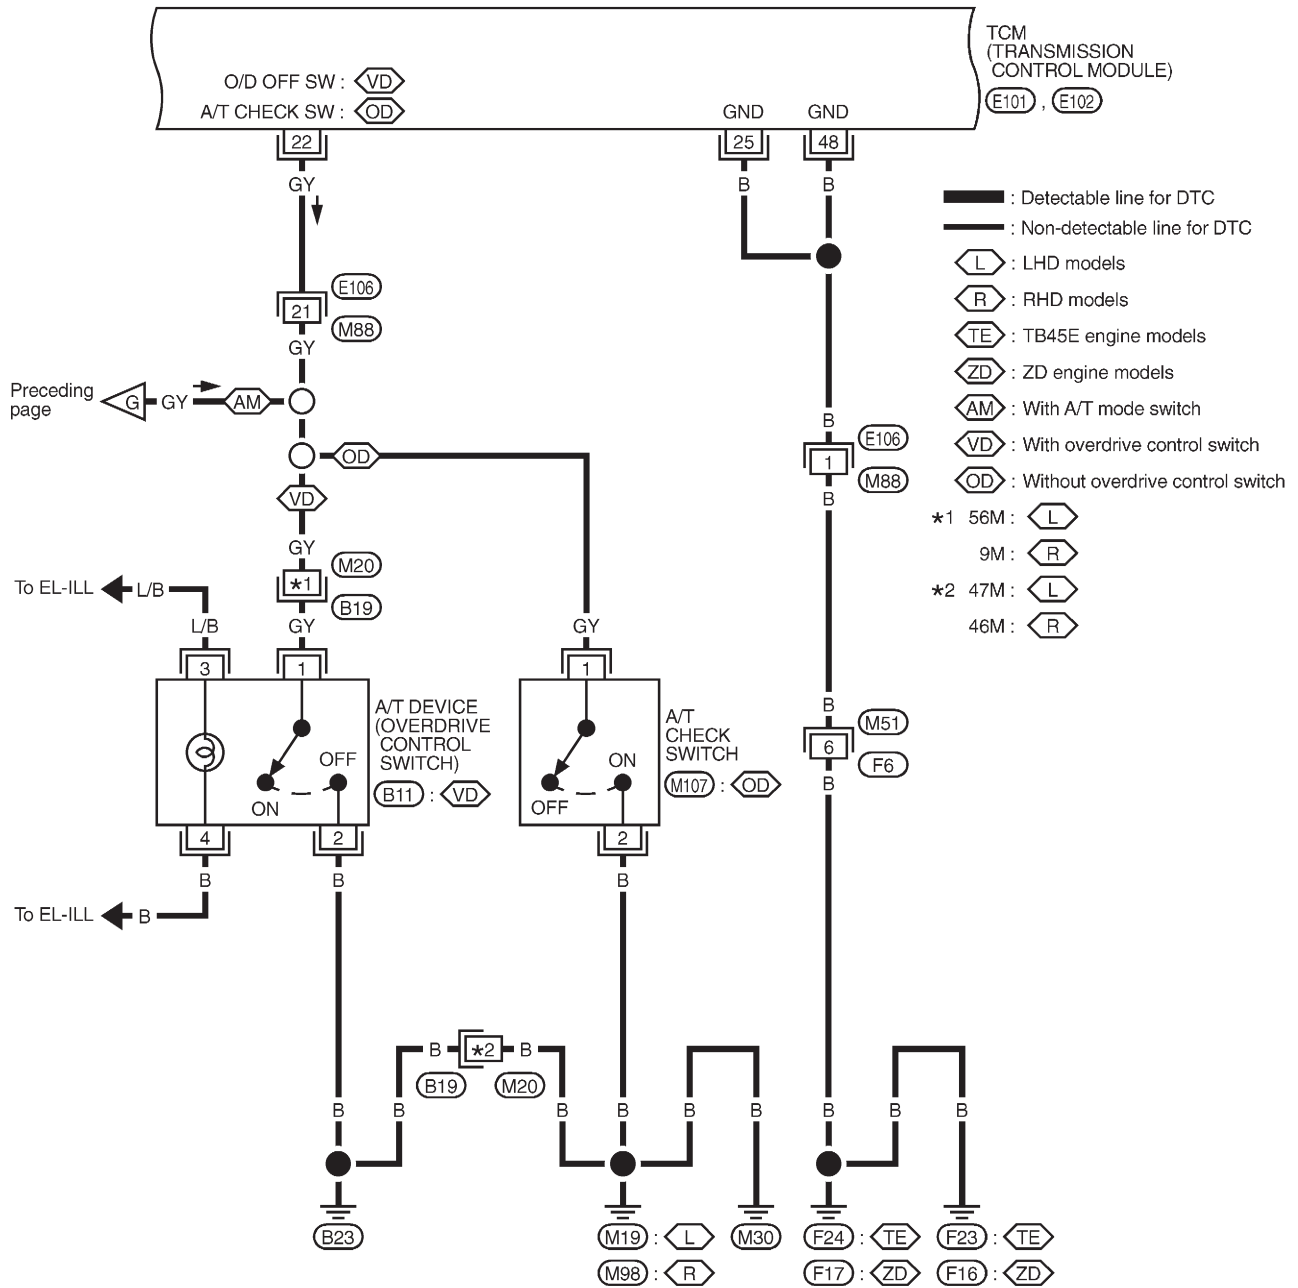 TCM
(TRANSMISSION
CONTROL MODULE)
E101 , E102
O/D OFF SW : VD
A/T CHECK SW : OD
GND GND
22 25 48
GY B B
: Detectable line for DTC
: Non-detectable line for DTC
L : LHD models
R : RHD models
TE : TB45E engine models
ZD : ZD engine models
AM : With A/T mode switch
VD : With overdrive control switch
OD : Without overdrive control switch
*1 56M : L
9M : R
*2 47M : L
46M : R
E106
21
M88
GY
Preceding
page
G GY AM
OD
VD
GY
B
E106
1
M88
B
To EL-ILL L/B
M20
*1
B19
L/B GY GY
3 1 1
B
M51
6
F6
B
A/T DEVICE
(OVERDRIVE
CONTROL
SWITCH)
B11 : VD
OFF
ON
A/T
CHECK
SWITCH
M107 : OD
ON
OFF
4 2 2
B B B
To EL-ILL B
B *2 B
B19 M20
B B B B B B B B B
B23
M19 : L M30
M98 : R
F24 : TE F23 : TE
F17 : ZD F16 : ZD